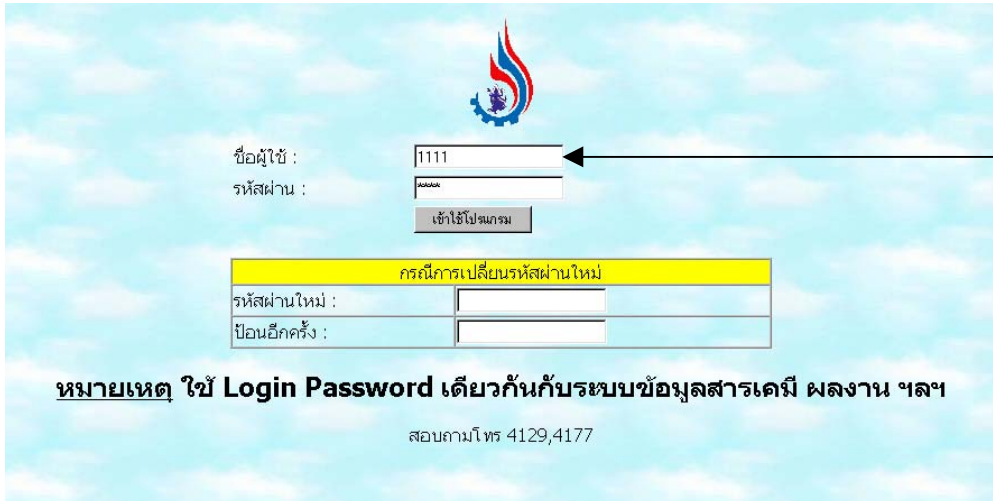 ชื่อผู้ใช้ : 1111
รหัสผ่าน : ****
เข้าใช้โปรแกรม
กรณีการเปลี่ยนรหัสผ่านใหม่
รหัสผ่านใหม่ :
ป้อนอีกครั้ง :
หมายเหตุ ใช้ Login Password เดียวกันกับระบบข้อมูลสารเคมี ผลงาน ฯลฯ
สอบถามโทร 4129,4177